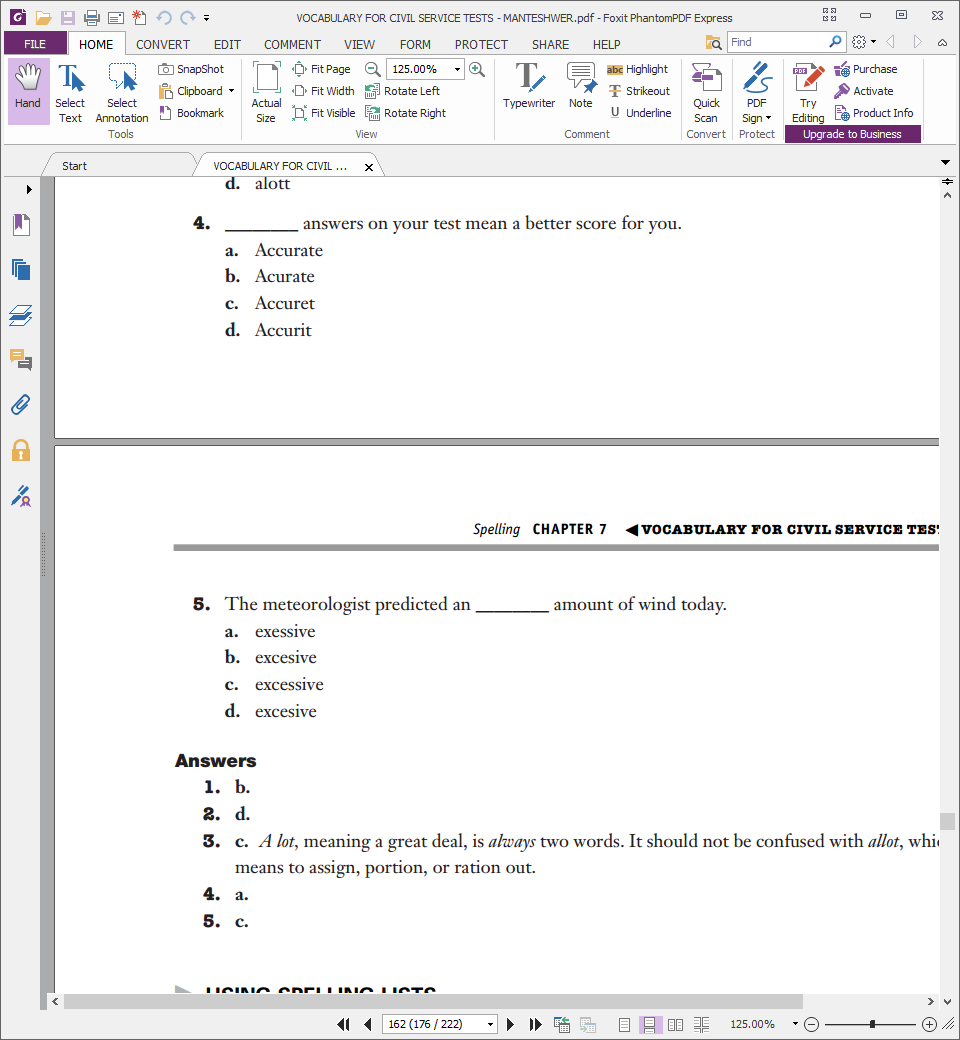 VOCABULARY FOR CIVIL SERVICE TESTS - MANTESHWER.pdf - Foxit PhantomPDF Express
FILE HOME CONVERT EDIT COMMENT VIEW FORM PROTECT SHARE HELP Find
Hand
Select Text
Select Annotation
SnapShot
Clipboard
Bookmark
Tools
Actual Size
Fit Page
Fit Width
Fit Visible
125.00%
Rotate Left
Rotate Right
View
Typewriter
Note
abc Highlight
T Strikeout
U Underline
Comment
Quick Scan
Convert
PDF Sign
Protect
PDF
Try Editing
Purchase
Activate
Product Info
Upgrade to Business
Start
VOCABULARY FOR CIVIL ...
d. alott
4. ________ answers on your test mean a better score for you.
a. Accurate
b. Acurate
c. Accuret
d. Accurit
Spelling CHAPTER 7 ◀ VOCABULARY FOR CIVIL SERVICE TEST
5. The meteorologist predicted an ________ amount of wind today.
a. exessive
b. excesive
c. excessive
d. excesive
Answers
1. b.
2. d.
3. c. A lot, meaning a great deal, is always two words. It should not be confused with allot, whic
means to assign, portion, or ration out.
4. a.
5. c.
USING SPELLING LISTS
162 (176 / 222)
125.00%